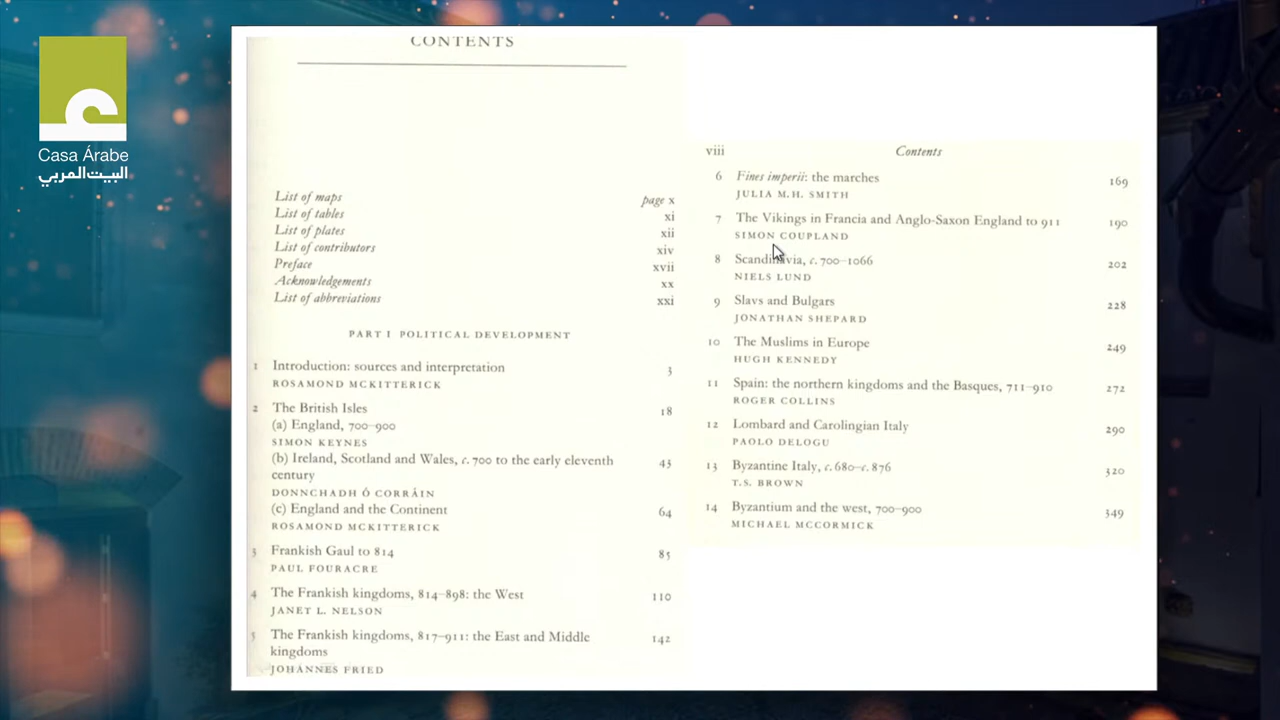 Casa Árabe
البيت العربي
CONTENTS
List of maps page x
List of tables xi
List of plates xii
List of contributors xiv
Preface xvii
Acknowledgements xx
List of abbreviations xxi
PART I POLITICAL DEVELOPMENT
1 Introduction: sources and interpretation 3
ROSAMOND MCKITTERICK
2 The British Isles 18
(a) England, 700–900
SIMON KEYNES
(b) Ireland, Scotland and Wales, c. 700 to the early eleventh 43
century
DONNCHADH Ó CORRÁIN
(c) England and the Continent 64
ROSAMOND MCKITTERICK
3 Frankish Gaul to 814 85
PAUL FOURACRE
4 The Frankish kingdoms, 814–898: the West 110
JANET L. NELSON
5 The Frankish kingdoms, 817–911: the East and Middle 142
kingdoms
JOHANNES FRIED
viii Contents
6 Fines imperii: the marches 169
JULIA M.H. SMITH
7 The Vikings in Francia and Anglo-Saxon England to 911 190
SIMON COUPLAND
8 Scandinavia, c. 700–1066 202
NIELS LUND
9 Slavs and Bulgars 228
JONATHAN SHEPARD
10 The Muslims in Europe 249
HUGH KENNEDY
11 Spain: the northern kingdoms and the Basques, 711–910 272
ROGER COLLINS
12 Lombard and Carolingian Italy 290
PAOLO DELOGU
13 Byzantine Italy, c. 680–c. 876 320
T.S. BROWN
14 Byzantium and the west, 700–900 349
MICHAEL MCCORMICK